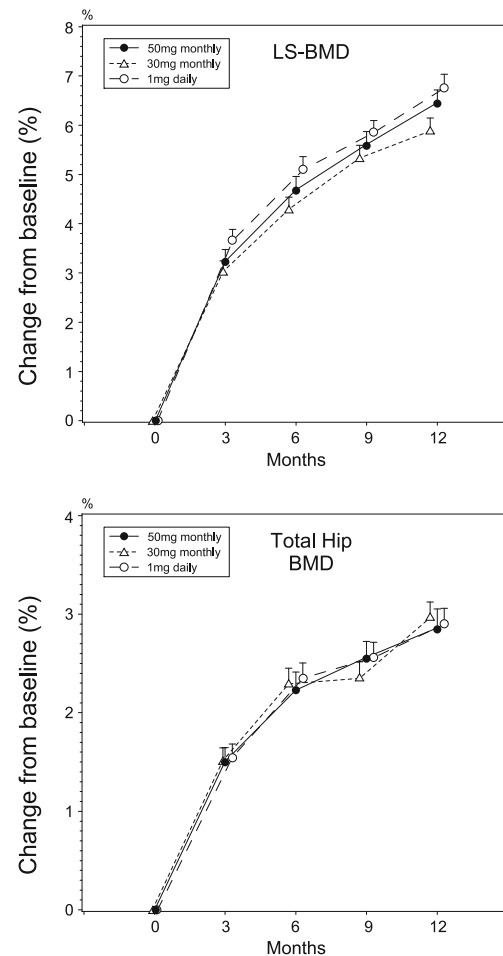 %
8
7
6
5
4
3
2
1
0
Change from baseline (%)
50mg monthly
30mg monthly
1mg daily
LS-BMD
0 3 6 9 12
Months
%
4
3
2
1
0
Change from baseline (%)
50mg monthly
30mg monthly
1mg daily
Total Hip
BMD
0 3 6 9 12
Months